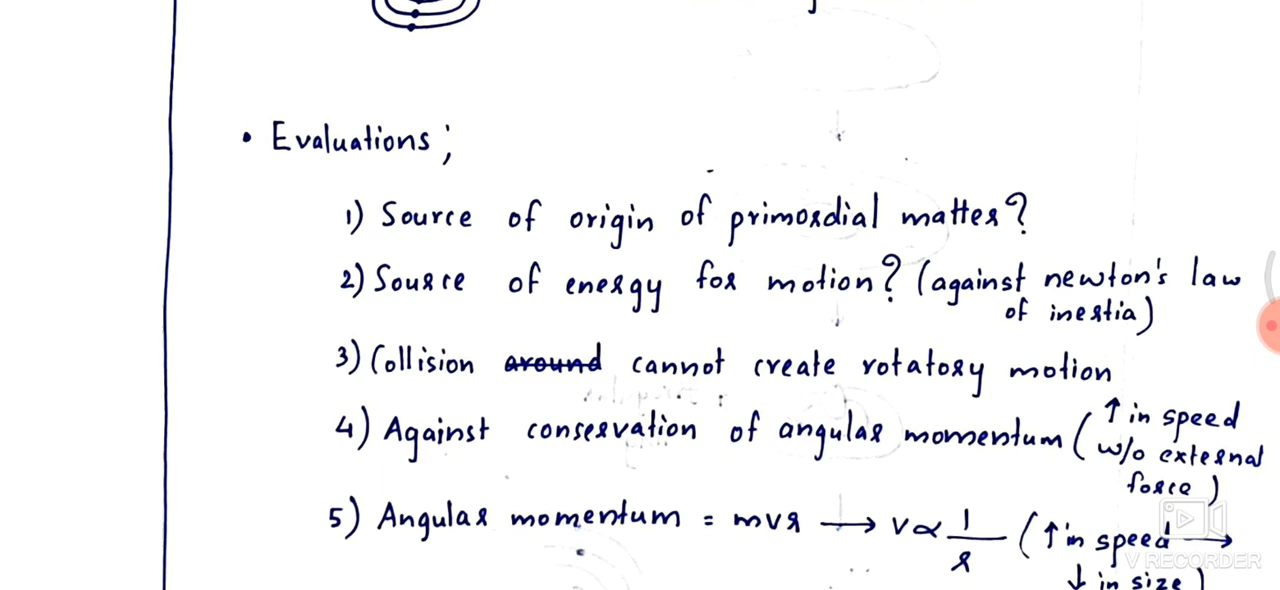 • Evaluations;
1) Source of origin of primordial matter?
2) Source of energy for motion? (against newton's law
of inertia)
3) Collision around cannot create rotatory motion
4) Against conservation of angular momentum (↑ in speed
w/o external
force)
5) Angular momentum = mvr → v ∝ 1/r (↑ in speed →
↓ in size)
V RECORDER